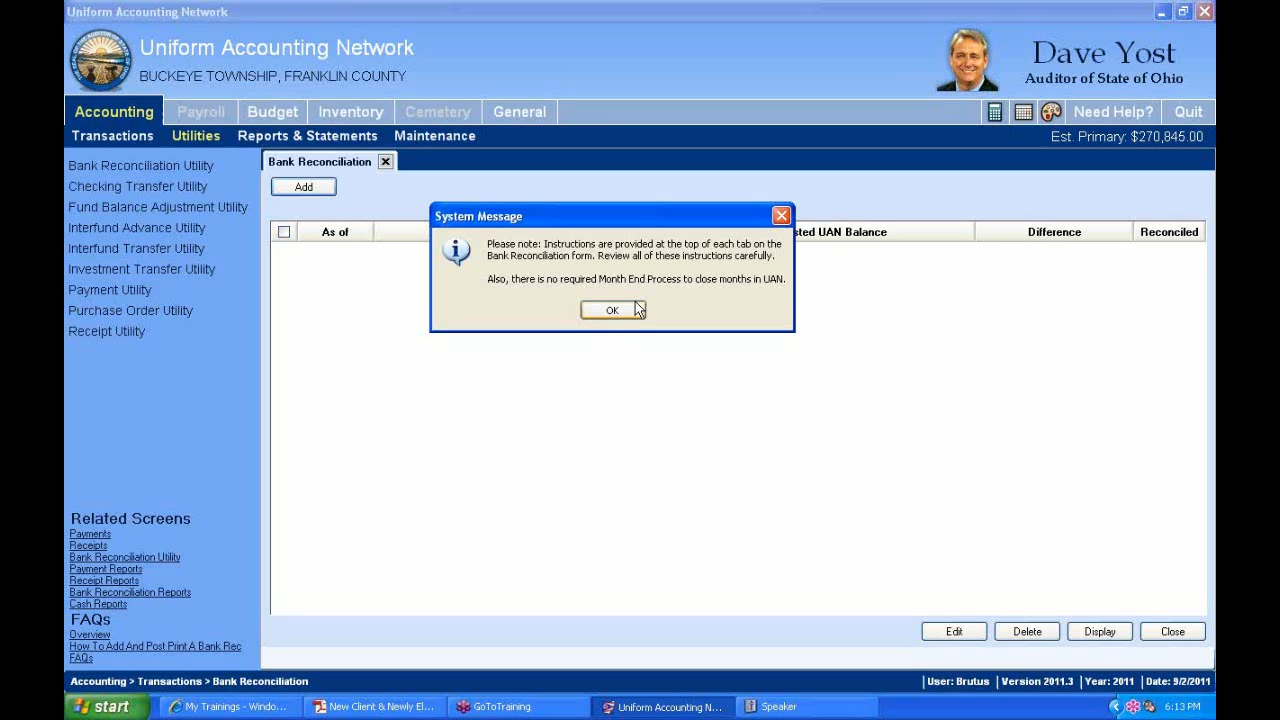 Uniform Accounting Network
Uniform Accounting Network
BUCKEYE TOWNSHIP, FRANKLIN COUNTY
Dave Yost
Auditor of State of Ohio
Accounting Payroll Budget Inventory Cemetery General Need Help? Quit
Transactions Utilities Reports & Statements Maintenance Est. Primary: $270,845.00
Bank Reconciliation Utility
Checking Transfer Utility
Fund Balance Adjustment Utility
Interfund Advance Utility
Interfund Transfer Utility
Investment Transfer Utility
Payment Utility
Purchase Order Utility
Receipt Utility
Bank Reconciliation
Add
As of UAN Balance Difference Reconciled
System Message
Please note: Instructions are provided at the top of each tab on the
Bank Reconciliation form. Review all of these instructions carefully.
Also, there is no required Month End Process to close months in UAN.
OK
Related Screens
Payments
Receipts
Bank Reconciliation Utility
Payment Reports
Receipt Reports
Bank Reconciliation Reports
Cash Reports
FAQs
Overview
How To Add And Post Print A Bank Rec
FAQs
Edit Delete Display Close
Accounting > Transactions > Bank Reconciliation User: Brutus Version 2011.3 Year: 2011 Date: 9/2/2011
start My Trainings - Windo... New Client & Newly El... GoToTraining Uniform Accounting N... Speaker 6:13 PM